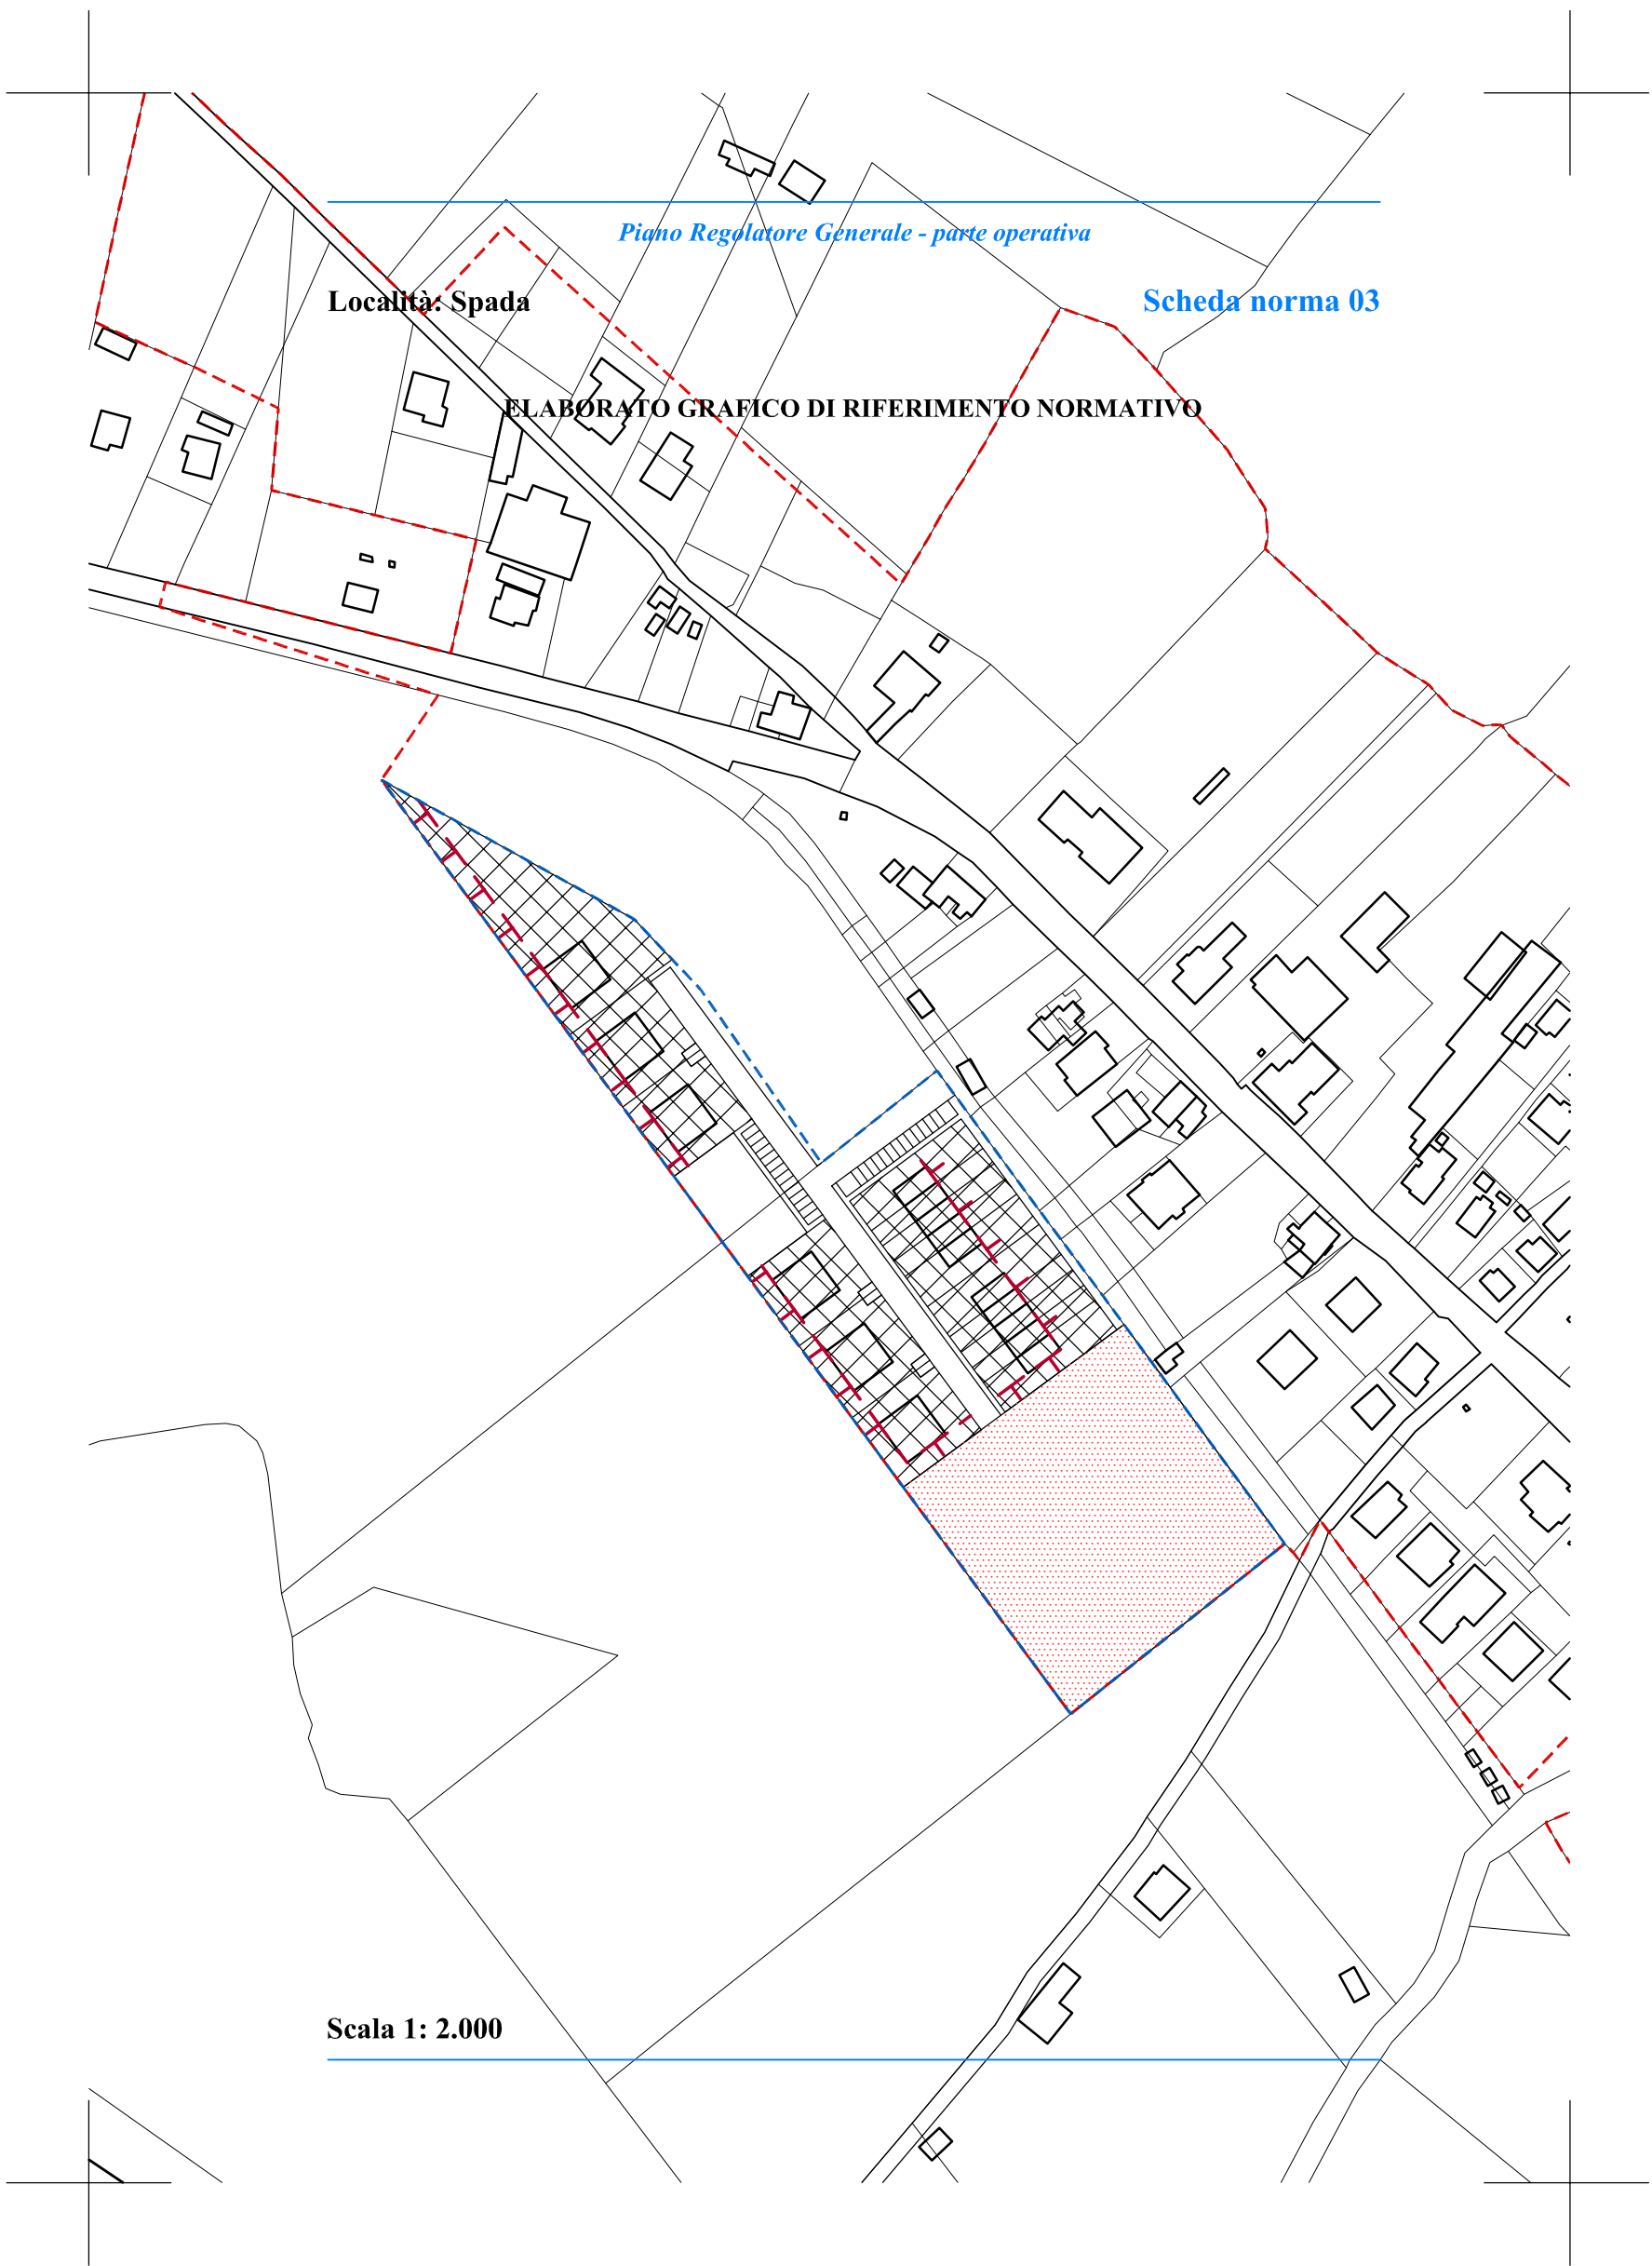 Piano Regolatore Generale - parte operativa
Località: Spada
Scheda norma 03
ELABORATO GRAFICO DI RIFERIMENTO NORMATIVO
Scala 1: 2.000